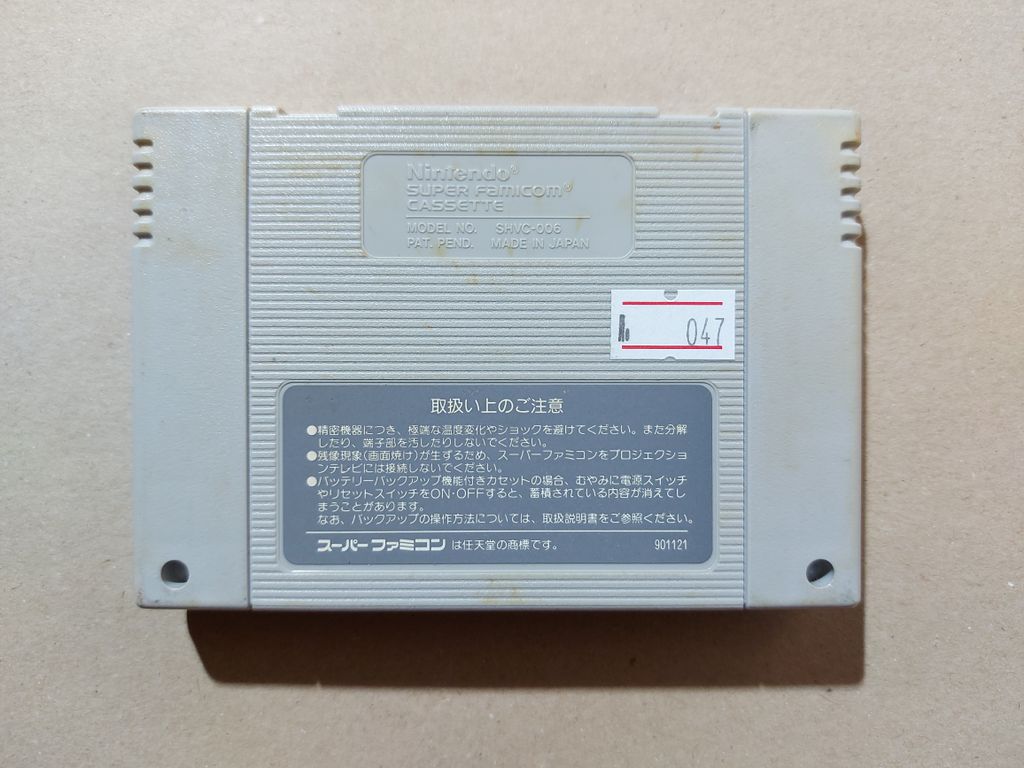 Nintendo®
SUPER FAMICOM®
CASSETTE
MODEL NO. SHVC-006
PAT. PEND. MADE IN JAPAN
047
取扱い上のご注意
●精密機器につき、極端な温度変化やショックを避けてください。また分解
したり、端子部を汚したりしないでください。
●残像現象(画面焼け)が生ずるため、スーパーファミコンをプロジェクショ
ンテレビには接続しないでください。
●バッテリーバックアップ機能付きカセットの場合、むやみに電源スイッチ
やリセットスイッチをON·OFFすると、蓄積されている内容が消えてし
まうことがあります。
なお、バックアップの操作方法については、取扱説明書をご参照ください。
スーパーファミコン は任天堂の商標です。 901121